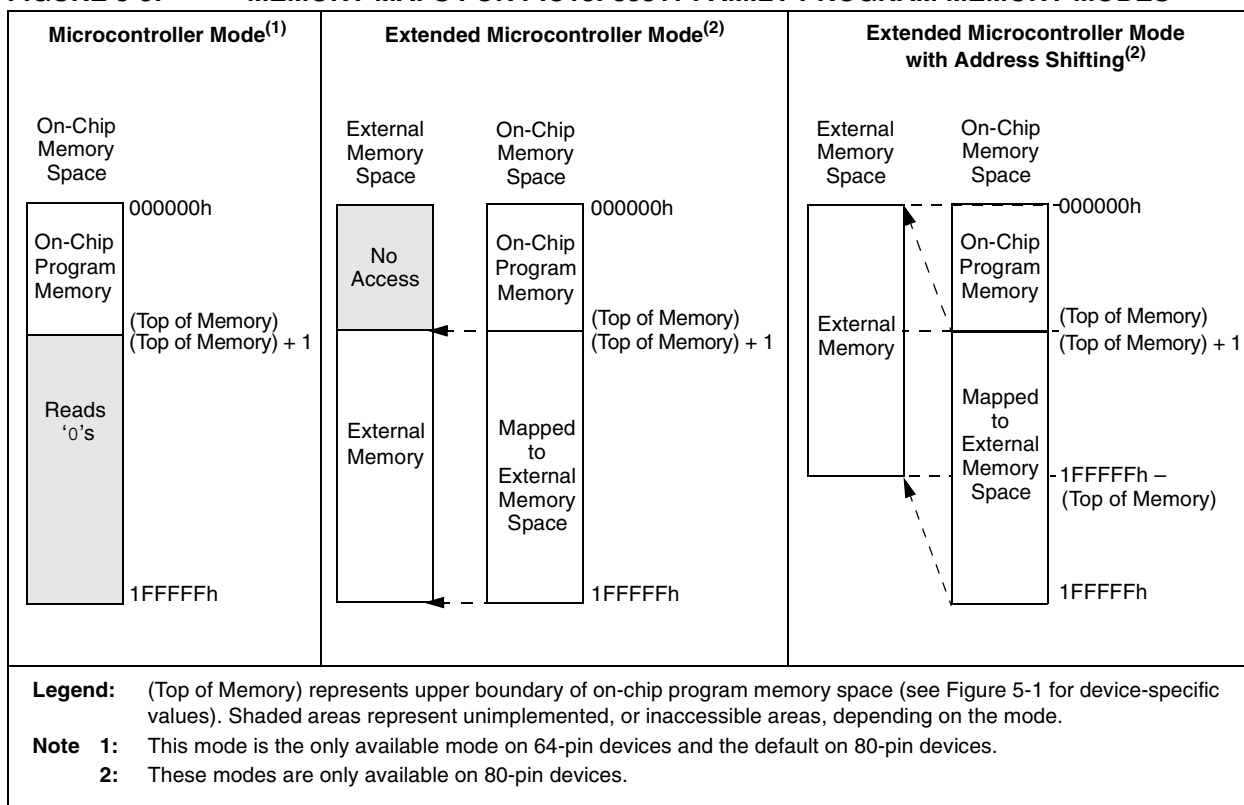 MEMORY MAPS FOR FAMILY PROGRAM MEMORY MODES
Microcontroller Mode(1)
On-Chip
Memory
Space
000000h
On-Chip
Program
Memory
(Top of Memory)
(Top of Memory) + 1
Reads
‘0’s
1FFFFFh
Extended Microcontroller Mode(2)
External
Memory
Space
On-Chip
Memory
Space
000000h
No
Access
On-Chip
Program
Memory
(Top of Memory)
(Top of Memory) + 1
External
Memory
Mapped
to
External
Memory
Space
1FFFFFh
Extended Microcontroller Mode
with Address Shifting(2)
External
Memory
Space
On-Chip
Memory
Space
000000h
On-Chip
Program
Memory
External
Memory
(Top of Memory)
(Top of Memory) + 1
Mapped
to
External
Memory
Space
1FFFFFh –
(Top of Memory)
1FFFFFh
Legend: (Top of Memory) represents upper boundary of on-chip program memory space (see Figure 5-1 for device-specific
values). Shaded areas represent unimplemented, or inaccessible areas, depending on the mode.
Note 1: This mode is the only available mode on 64-pin devices and the default on 80-pin devices.
2: These modes are only available on 80-pin devices.